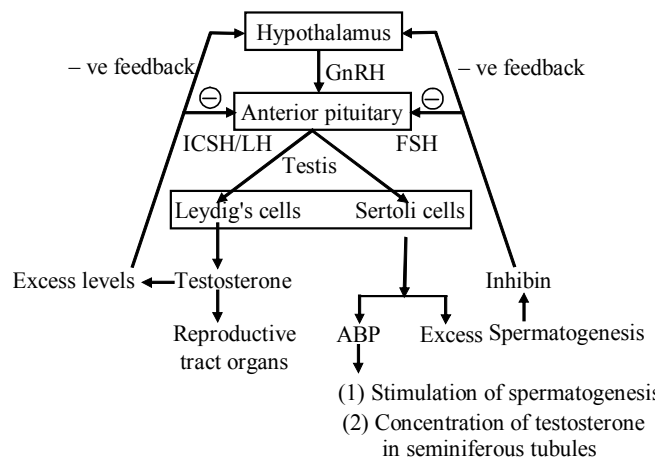 Hypothalamus
– ve feedback
GnRH
– ve feedback
Anterior pituitary
ICSH/LH
FSH
Testis
Leydig's cells
Sertoli cells
Excess levels
Testosterone
Inhibin
Reproductive
tract organs
ABP
Excess
Spermatogenesis
(1) Stimulation of spermatogenesis
(2) Concentration of testosterone
in seminiferous tubules